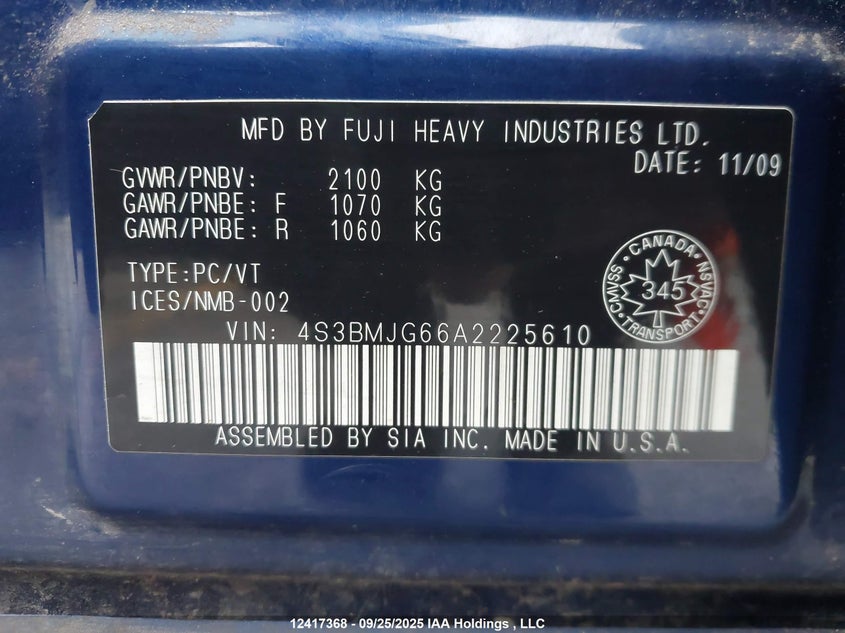 MFD BY FUJI HEAVY INDUSTRIES LTD.
DATE: 11/09
GVWR/PNBV: 2100 KG
GAWR/PNBE: F 1070 KG
GAWR/PNBE: R 1060 KG
TYPE:PC/VT
ICES/NMB-002
CANADA
CMVSS NSVAC
345
TRANSPORT
VIN: 4S3BMJG66A2225610
ASSEMBLED BY SIA INC. MADE IN U.S.A.
12417368 - 09/25/2025 IAA Holdings , LLC